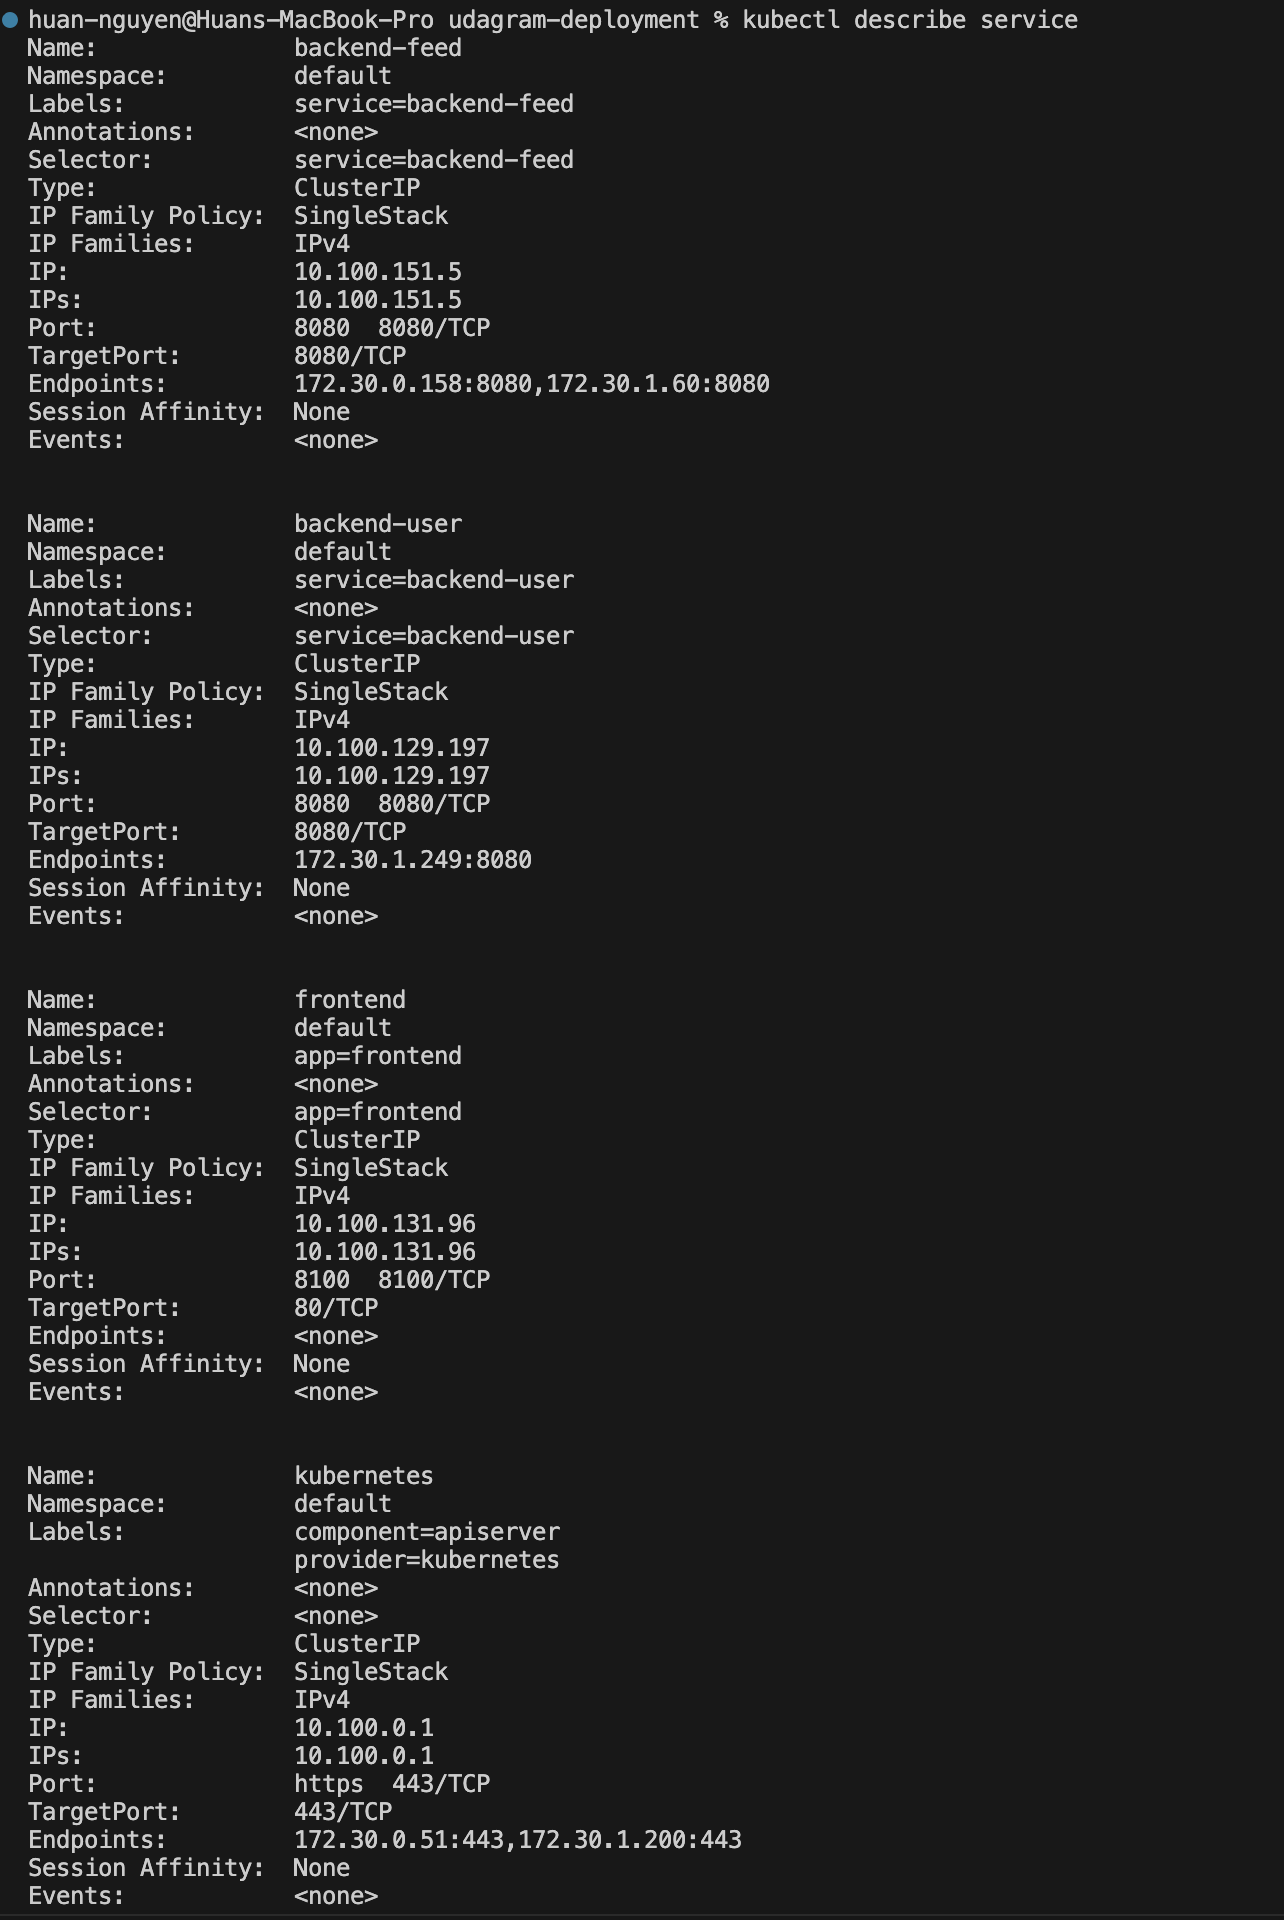 huan-nguyen@Huans-MacBook-Pro udagram-deployment % kubectl describe service
Name:              backend-feed
Namespace:         default
Labels:            service=backend-feed
Annotations:       <none>
Selector:          service=backend-feed
Type:              ClusterIP
IP Family Policy:  SingleStack
IP Families:       IPv4
IP:                10.100.151.5
IPs:               10.100.151.5
Port:              8080  8080/TCP
TargetPort:        8080/TCP
Endpoints:         172.30.0.158:8080,172.30.1.60:8080
Session Affinity:  None
Events:            <none>

Name:              backend-user
Namespace:         default
Labels:            service=backend-user
Annotations:       <none>
Selector:          service=backend-user
Type:              ClusterIP
IP Family Policy:  SingleStack
IP Families:       IPv4
IP:                10.100.129.197
IPs:               10.100.129.197
Port:              8080  8080/TCP
TargetPort:        8080/TCP
Endpoints:         172.30.1.249:8080
Session Affinity:  None
Events:            <none>

Name:              frontend
Namespace:         default
Labels:            app=frontend
Annotations:       <none>
Selector:          app=frontend
Type:              ClusterIP
IP Family Policy:  SingleStack
IP Families:       IPv4
IP:                10.100.131.96
IPs:               10.100.131.96
Port:              8100  8100/TCP
TargetPort:        80/TCP
Endpoints:         <none>
Session Affinity:  None
Events:            <none>

Name:              kubernetes
Namespace:         default
Labels:            component=apiserver
                   provider=kubernetes
Annotations:       <none>
Selector:          <none>
Type:              ClusterIP
IP Family Policy:  SingleStack
IP Families:       IPv4
IP:                10.100.0.1
IPs:               10.100.0.1
Port:              https  443/TCP
TargetPort:        443/TCP
Endpoints:         172.30.0.51:443,172.30.1.200:443
Session Affinity:  None
Events:            <none>